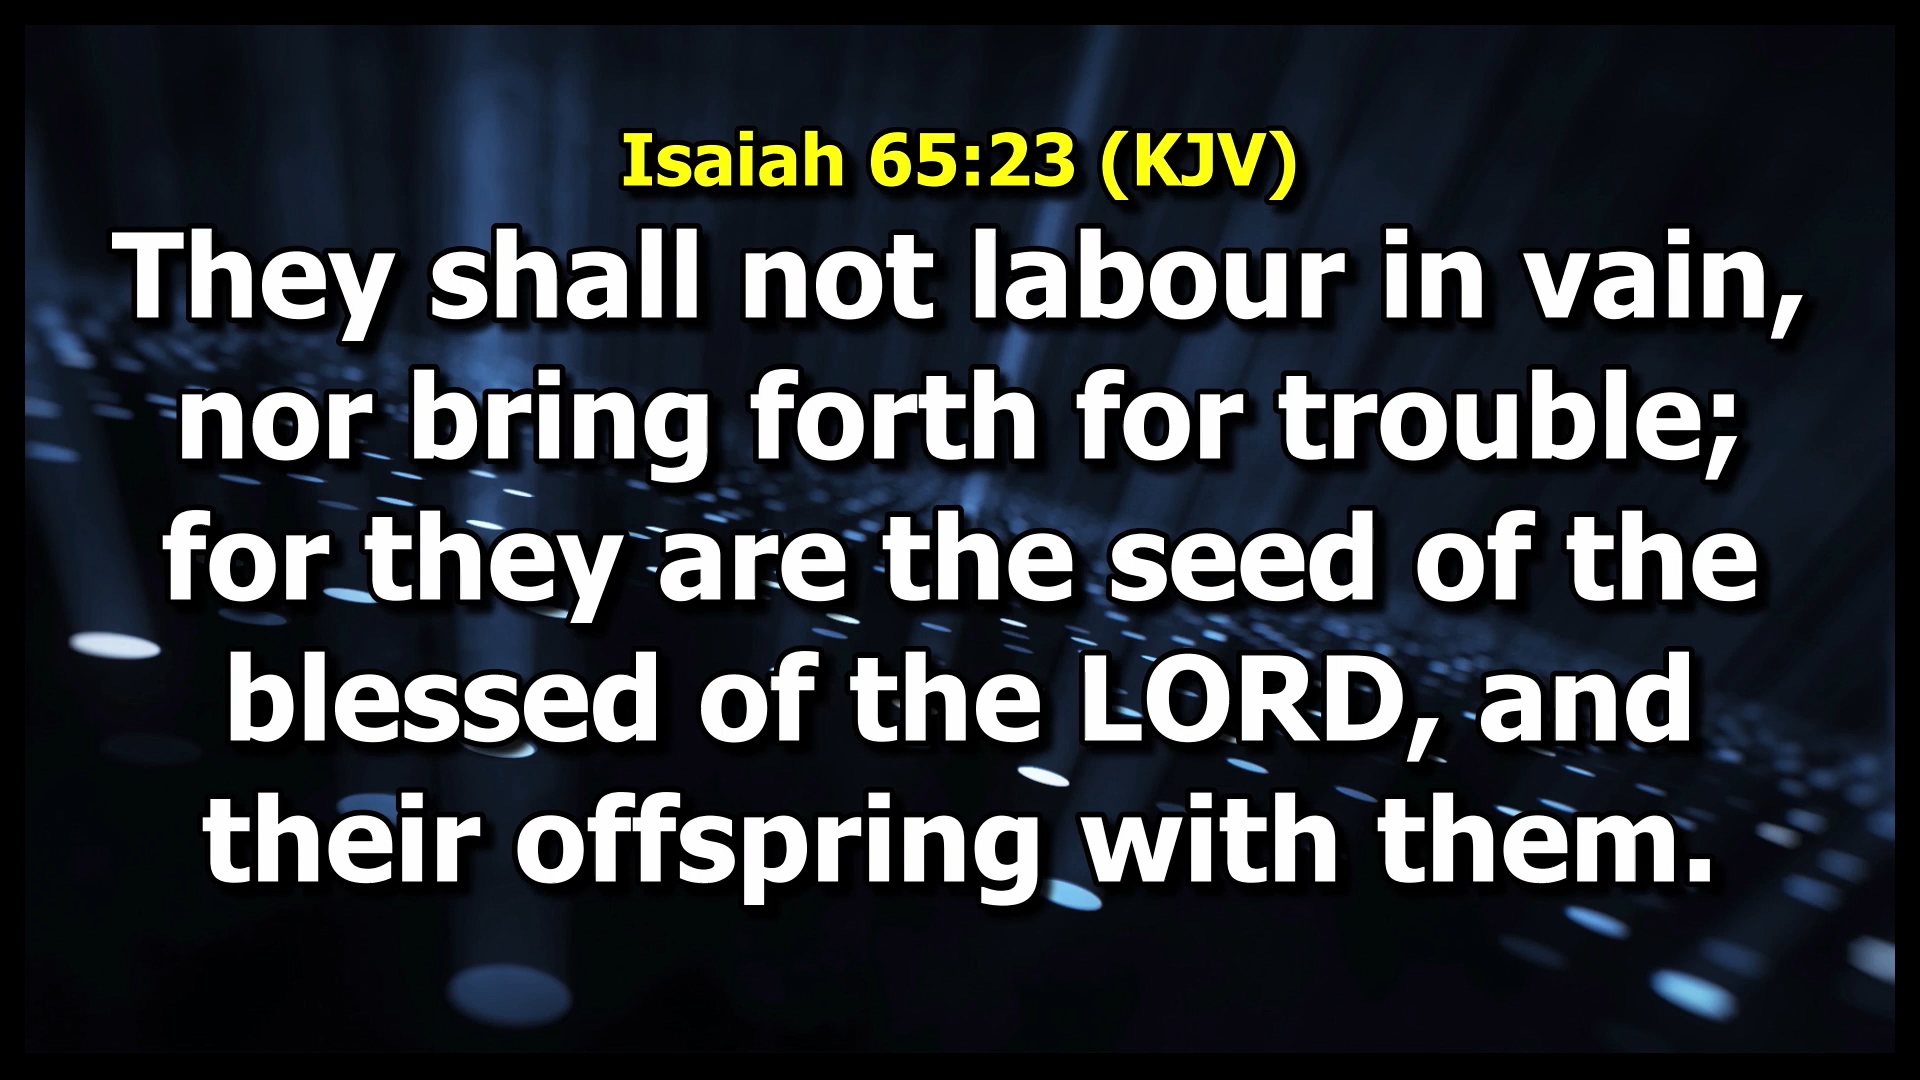 Isaiah 65:23 (KJV)
They shall not labour in vain,
nor bring forth for trouble;
for they are the seed of the
blessed of the LORD, and
their offspring with them.